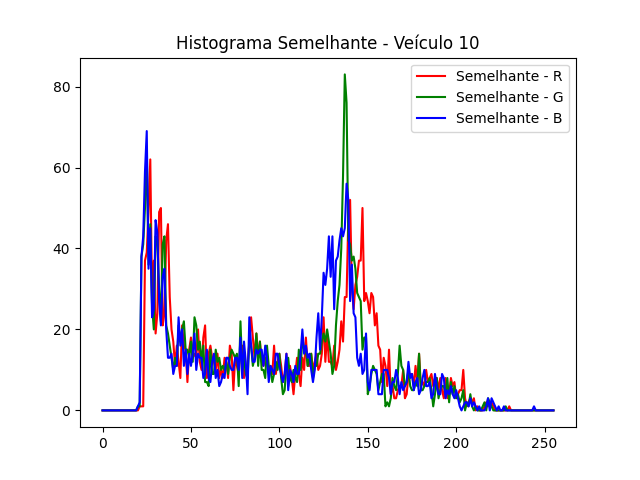 Histograma Semelhante - Veículo 10
Semelhante - R
Semelhante - G
Semelhante - B
80
60
40
20
0
0 50 100 150 200 250